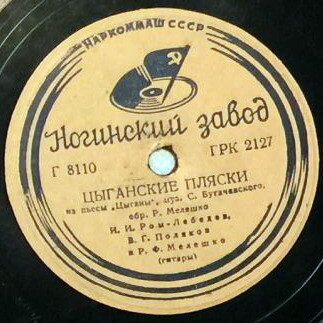 НАРКОММАШ СССР
Ногинский завод
Г 8110
ГРК 2127
ЦЫГАНСКИЕ ПЛЯСКИ
из пьесы „Цыганы", муз. С. Бугачевского,
обр. Р. Мелешко
И. И. Ром-Лебедев,
В. Г. Поляков
и Р. Ф. Мелешко
(гитары)